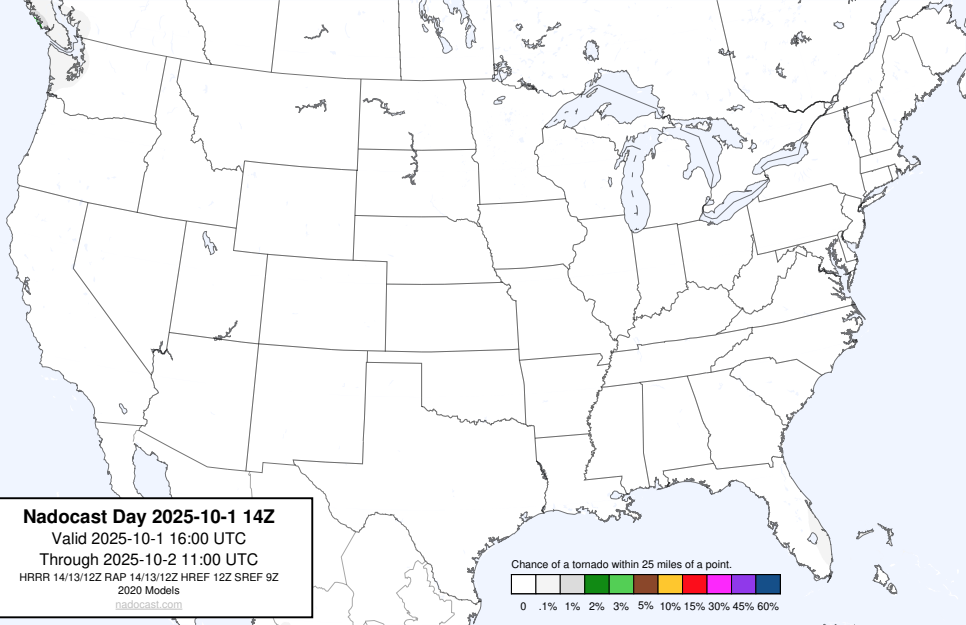 Nadocast Day 2025-10-1 14Z
Valid 2025-10-1 16:00 UTC
Through 2025-10-2 11:00 UTC
HRRR 14/13/12Z RAP 14/13/12Z HREF 12Z SREF 9Z
2020 Models
nadocast.com
Chance of a tornado within 25 miles of a point.
0 .1% 1% 2% 3% 5% 10% 15% 30% 45% 60%